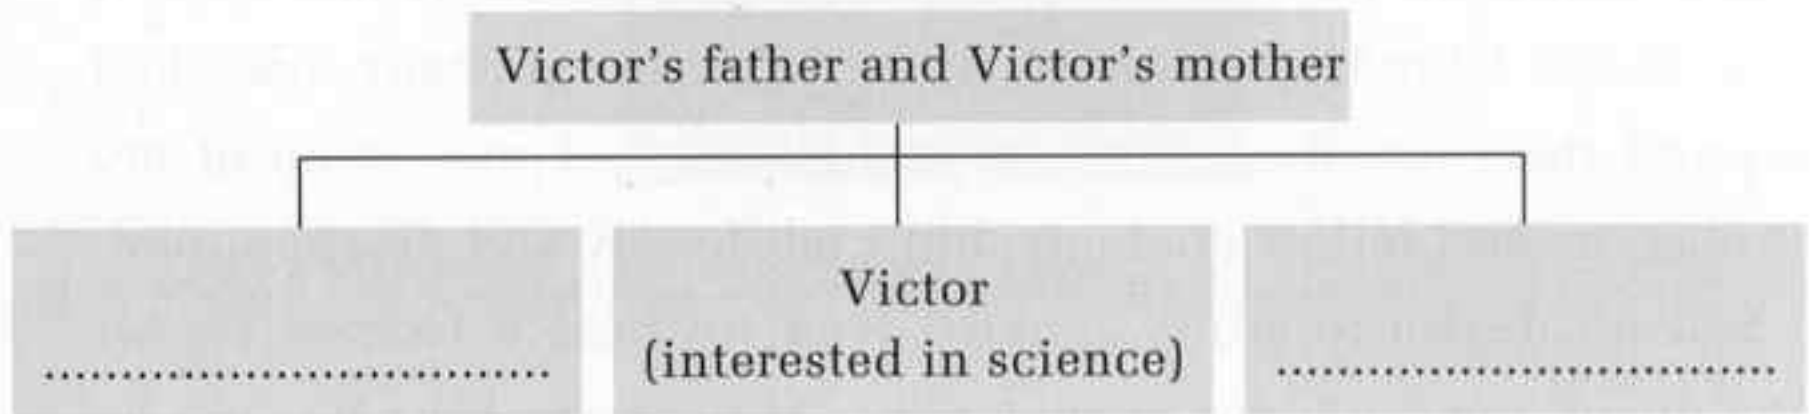 Victor's father and Victor's mother
Victor
(interested in science)
................................. 
.................................